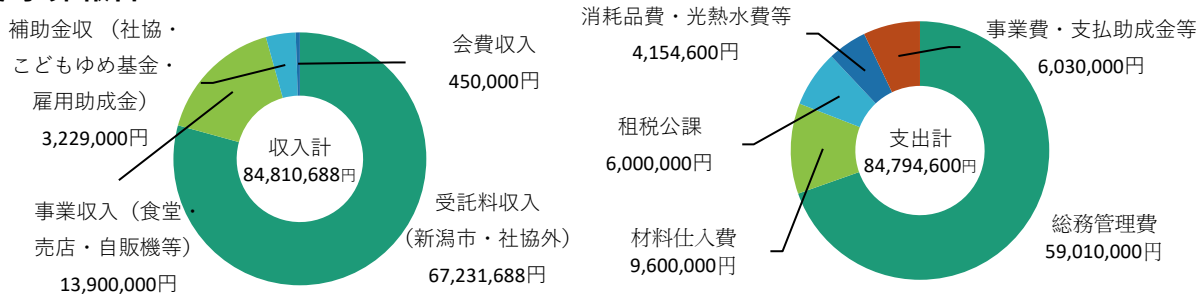 補助金収 （社協・
こどもゆめ基金・
雇用助成金）
3,229,000円
会費収入
450,000円
収入計
84,810,688円
事業収入（食堂・
売店・自販機等）
13,900,000円
受託料収入
（新潟市・社協外）
67,231,688円
消耗品費・光熱水費等
4,154,600円
事業費・支払助成金等
6,030,000円
租税公課
6,000,000円
支出計
84,794,600円
材料仕入費
9,600,000円
総務管理費
59,010,000円